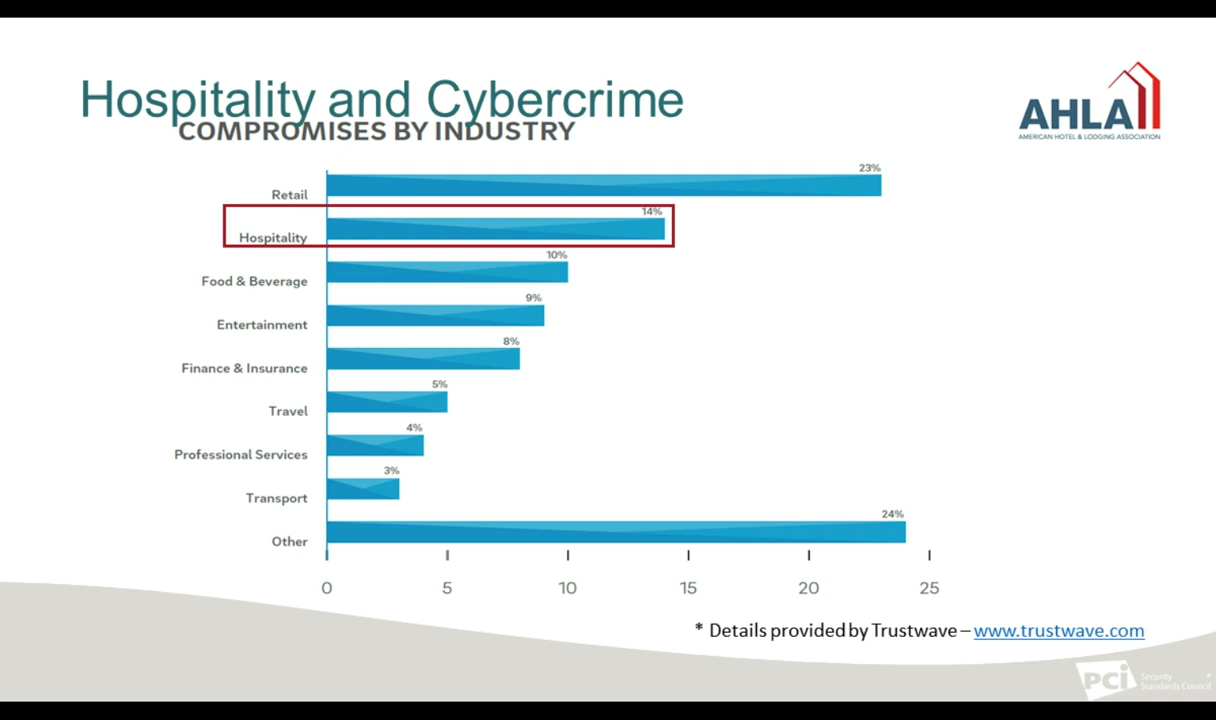 Hospitality and Cybercrime
COMPROMISES BY INDUSTRY
AHLA
AMERICAN HOTEL & LODGING ASSOCIATION
Retail 23%
Hospitality 14%
Food & Beverage 10%
Entertainment 9%
Finance & Insurance 8%
Travel 5%
Professional Services 4%
Transport 3%
Other 24%
0 5 10 15 20 25
* Details provided by Trustwave – www.trustwave.com
PCi Security ®
Standards Council